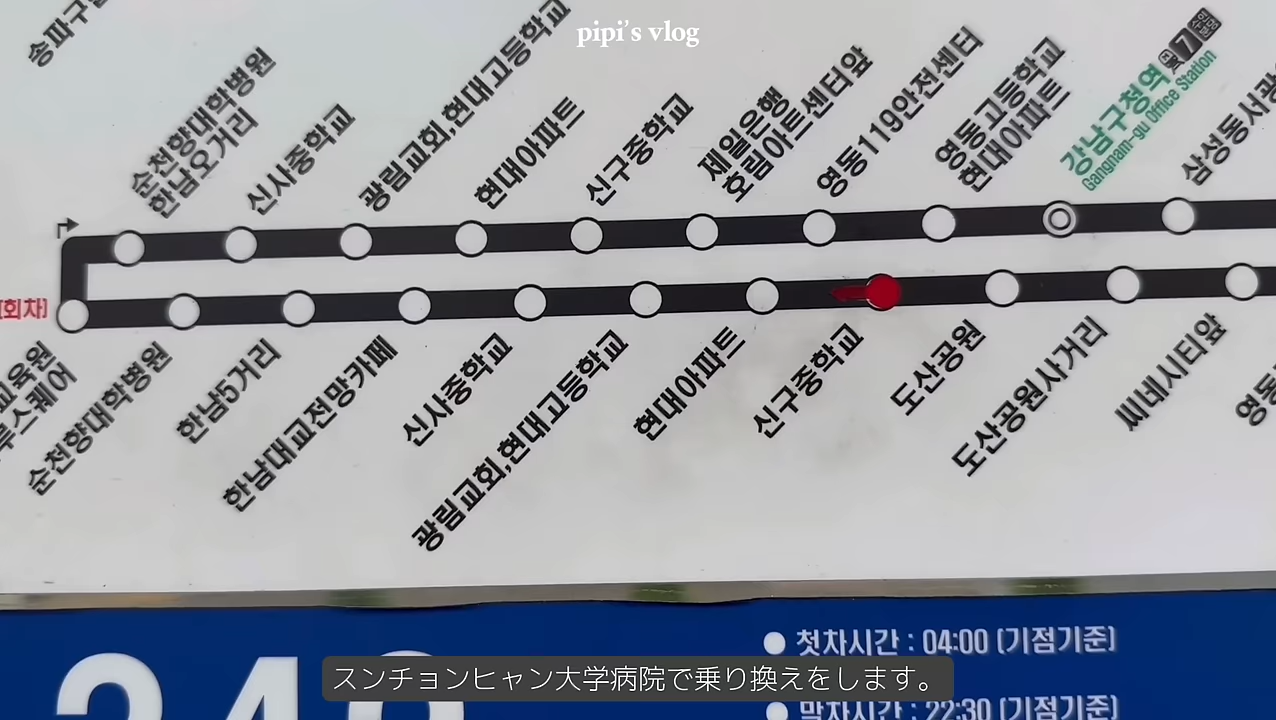 pipi's vlog
송파구
순천향대학병원
한남오거리
신사중학교
광림교회,현대고등학교
현대아파트
신구중학교
제일은행
호림아트센터앞
영동119안전센터
영동고등학교
현대아파트
강남구청역
7
Gangnam-gu Office Station
삼성동서광
회차]
교육원
루스퀘어
순천향대학병원
한남5거리
한남대교전망카페
신사중학교
광림교회,현대고등학교
현대아파트
신구중학교
도산공원
도산공원사거리
씨네시티앞
영동
첫차시간 : 04:00 (기점기준)
막차시간 : 22:30 (기점기준)
スンチョンヒャン大学病院で乗り換えをします。